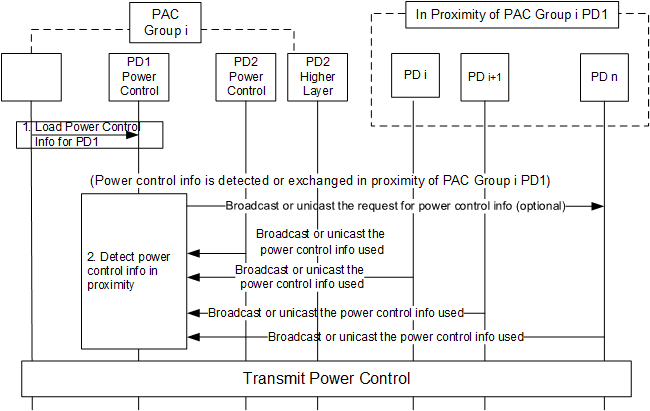 PAC
Group i
In Proximity of PAC Group i PD1
PD1
Power
Control
PD2
Power
Control
PD2
Higher
Layer
PD i
PD i+1
PD n
1. Load Power Control
Info for PD1
(Power control info is detected or exchanged in proximity of PAC Group i PD1)
Broadcast or unicast the request for power control info (optional)
2. Detect power
control info in
proximity
Broadcast or unicast the
power control info used
Broadcast or unicast the
power control info used
Broadcast or unicast the power control info used
Broadcast or unicast the power control info used
Transmit Power Control